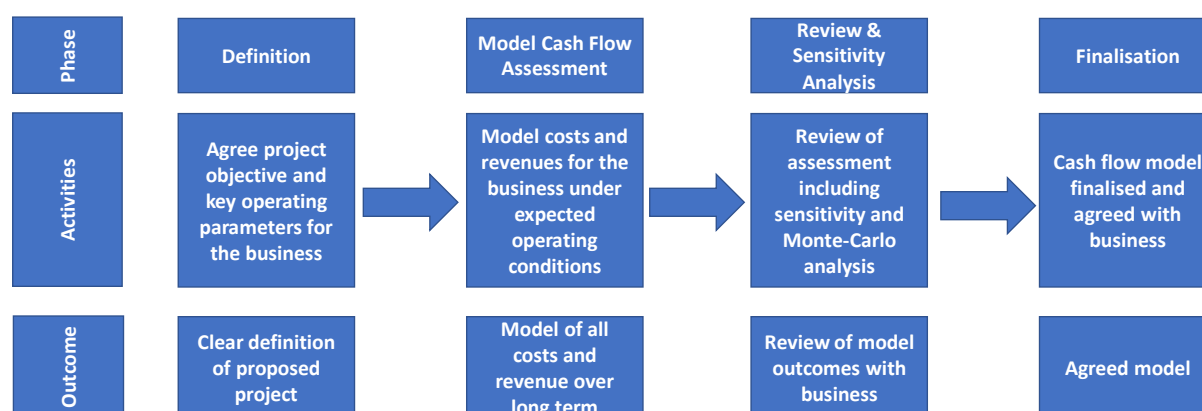 Phase
Definition
Model Cash Flow
Assessment
Review &
Sensitivity
Analysis
Finalisation
Activities
Agree project
objective and
key operating
parameters for
the business
Model costs and
revenues for the
business under
expected
operating
conditions
Review of
assessment
including
sensitivity and
Monte-Carlo
analysis
Cash flow model
finalised and
agreed with
business
Outcome
Clear definition
of proposed
project
Model of all
costs and
revenue over
long term
Review of model
outcomes with
business
Agreed model